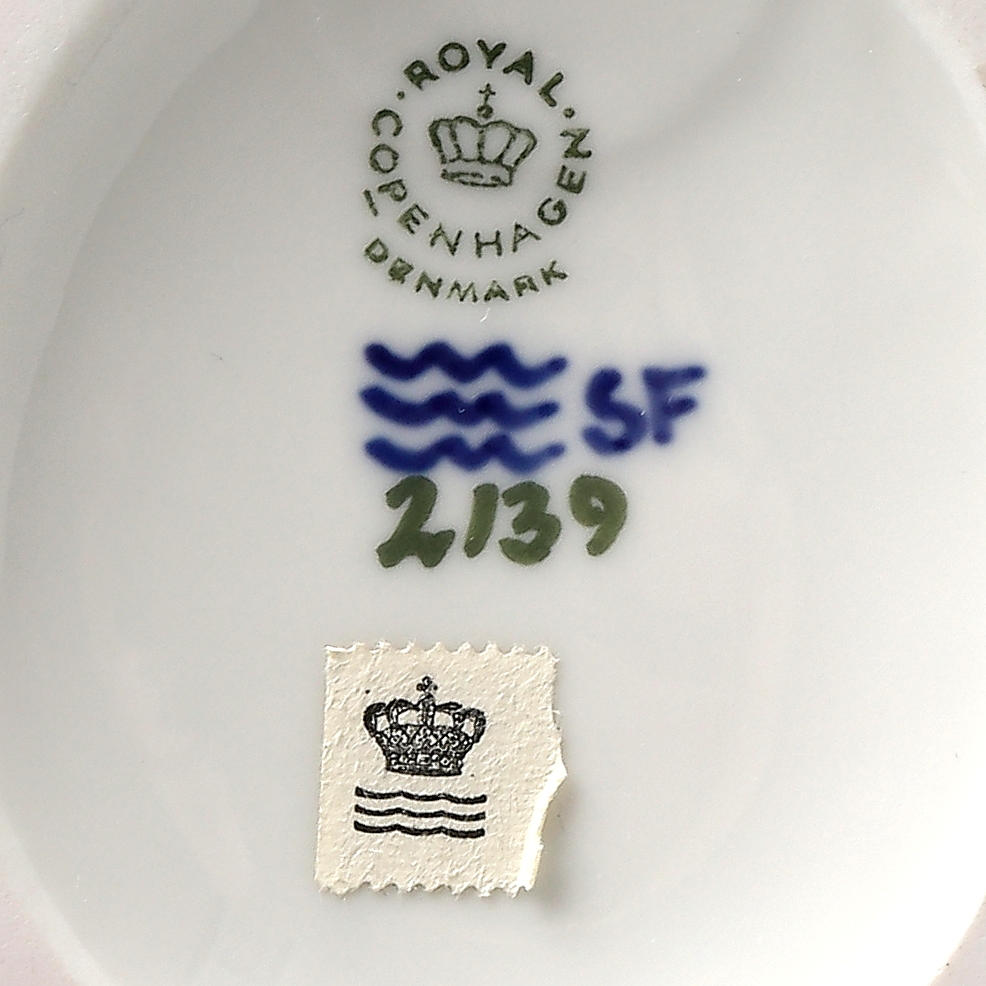 ROYAL
COPENHAGEN
DENMARK
SF
2139